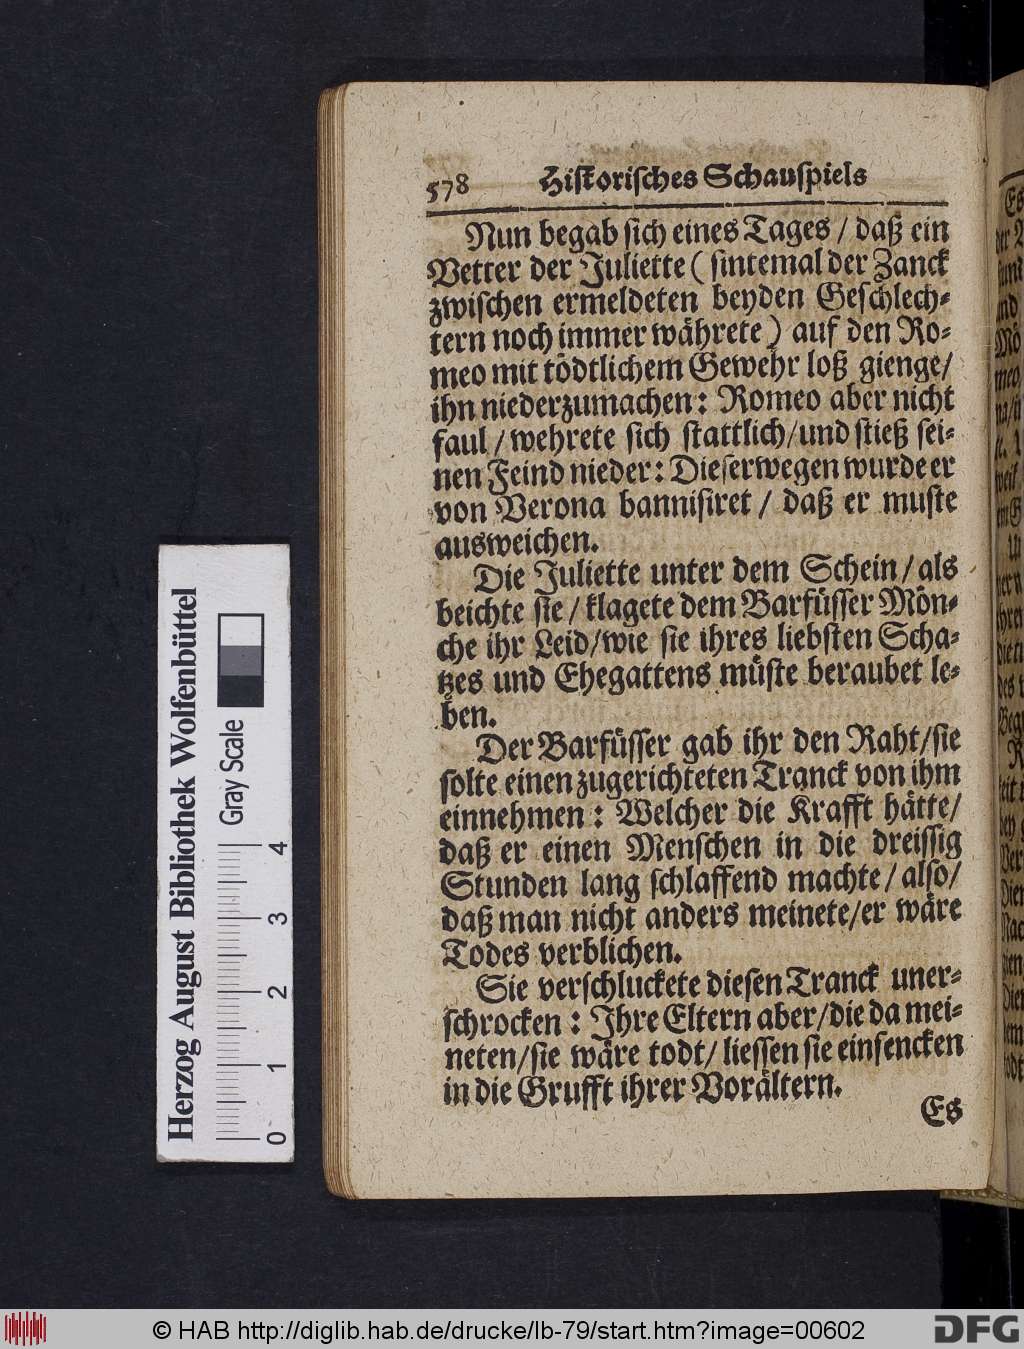 578 Historisches Schauspiels
Nun begab sich eines Tages / daß ein
Vetter der Juliette ( sintemal der Zanck
zwischen ermeldeten beyden Geschlech-
tern noch immer währete ) auf den Ro-
meo mit tödtlichem Gewehr loß gienge/
ihn niederzumachen: Romeo aber nicht
faul / wehrete sich stattlich/und stieß sei-
nen Feind nieder: Dieserwegen wurde er
von Verona bannisiret / daß er muste
ausweichen.
Die Juliette unter dem Schein/als
beichte sie / klagete dem Barfüsser Mön-
che ihr Leid/wie sie ihres liebsten Scha-
tzes und Ehegattens müste beraubet le-
ben.
Der Barfüsser gab ihr den Raht/sie
solte einen zugerichteten Tranck von ihm
einnehmen: Welcher die Krafft hätte/
daß er einen Menschen in die dreissig
Stunden lang schlaffend machte/also/
daß man nicht anders meinete/er wäre
Todes verblichen.
Sie verschluckete diesen Tranck uner-
schrocken: Ihre Eltern aber/die da mei-
neten/sie wäre todt/ liessen sie einsencken
in die Grufft ihrer Vorältern.
Es
Herzog August Bibliothek Wolfenbüttel
Gray Scale
0 1 2 3 4
© HAB http://diglib.hab.de/drucke/lb-79/start.htm?image=00602
DFG